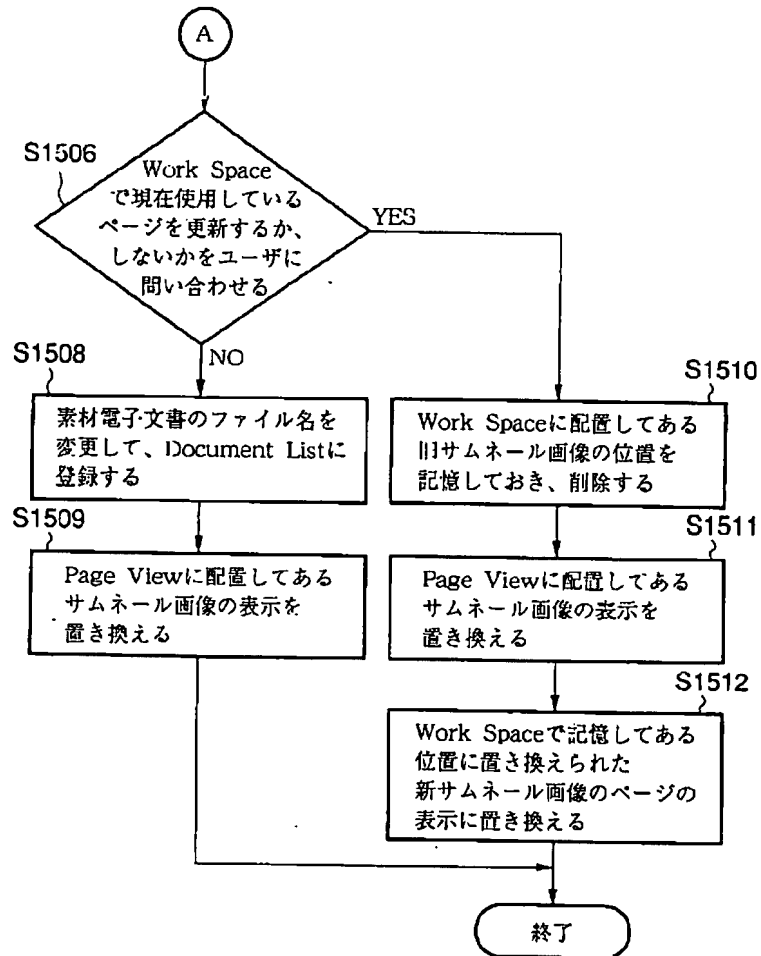 A
S1506
Work Space
で現在使用している
ページを更新するか、
しないかをユーザに
問い合わせる
YES
NO
S1508
素材電子文書のファイル名を
変更して、Document Listに
登録する
S1509
Page Viewに配置してある
サムネール画像の表示を
置き換える
S1510
Work Spaceに配置してある
旧サムネール画像の位置を
記憶しておき、削除する
S1511
Page Viewに配置してある
サムネール画像の表示を
置き換える
S1512
Work Spaceで記憶してある
位置に置き換えられた
新サムネール画像のページの
表示に置き換える
終了